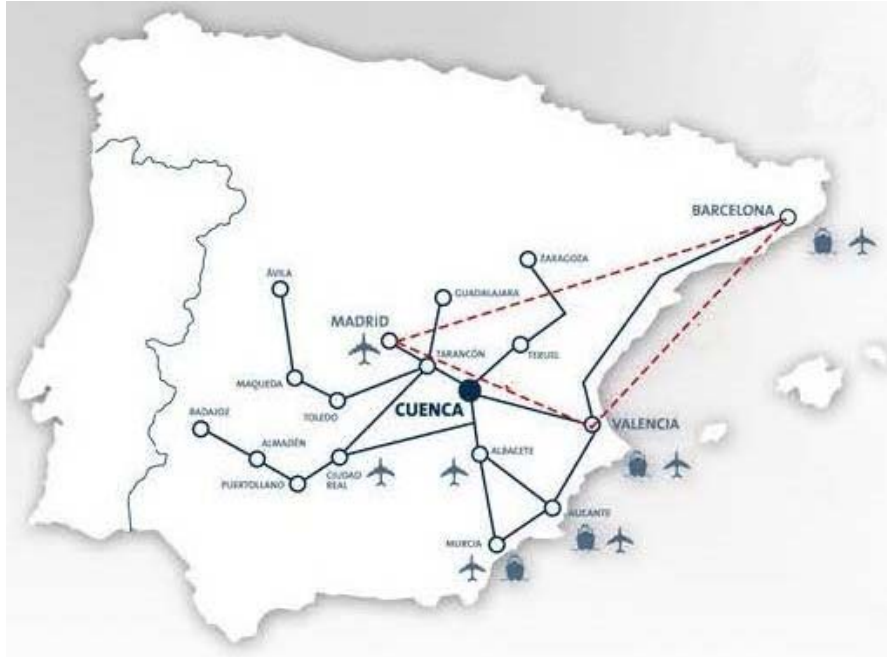 BARCELONA
ZARAGOZA
ÁVILA
GUADALAJARA
MADRID
TARANCÓN
TERUEL
MAQUEDA
TOLEDO
CUENCA
BADAJOZ
VALENCIA
ALMADÉN
ALBACETE
PUERTOLLANO
CIUDAD
REAL
ALICANTE
MURCIA